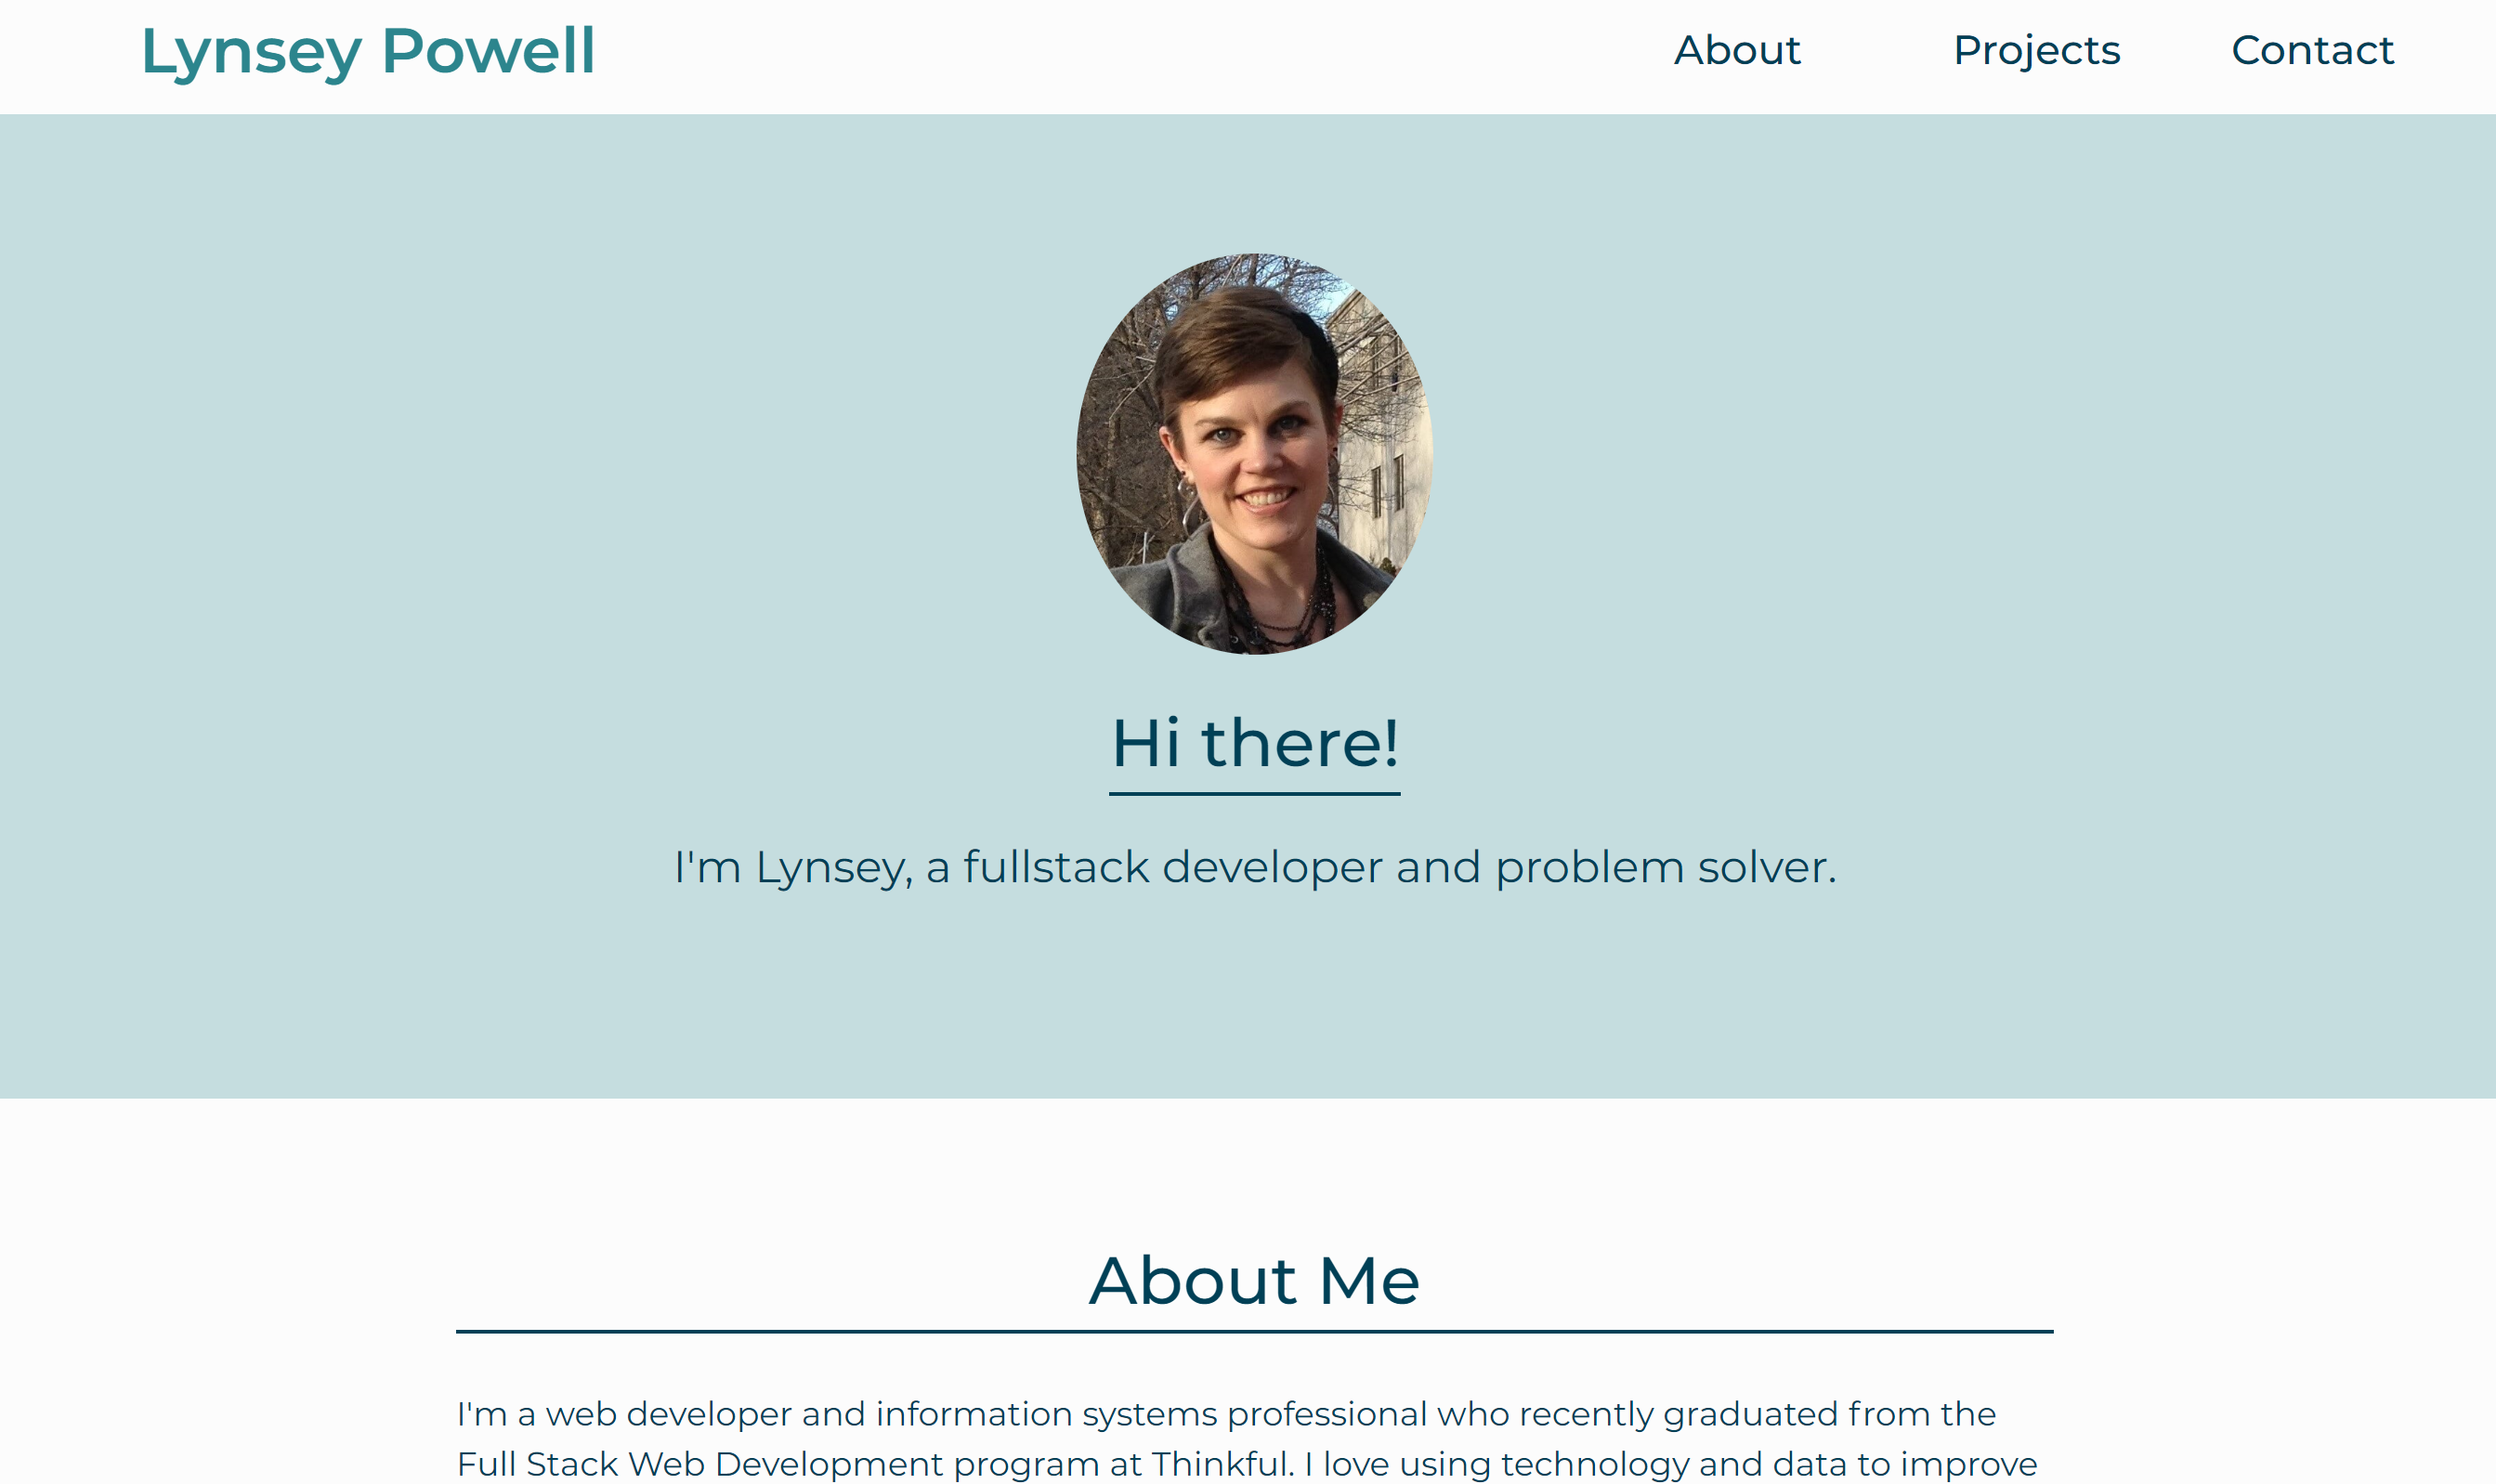 Lynsey Powell
About Projects Contact
Hi there!
I'm Lynsey, a fullstack developer and problem solver.
About Me
I'm a web developer and information systems professional who recently graduated from the
Full Stack Web Development program at Thinkful. I love using technology and data to improve